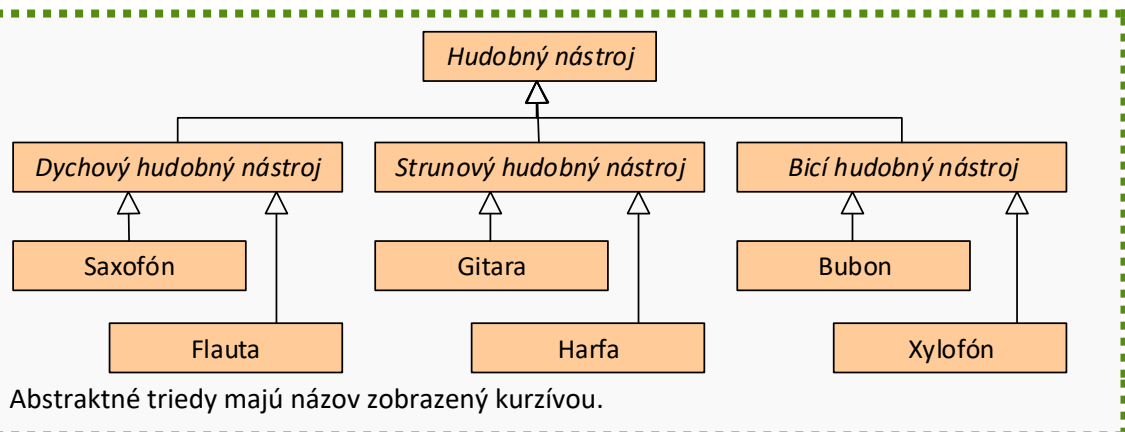 Hudobný nástroj
Dychový hudobný nástroj
Strunový hudobný nástroj
Bicí hudobný nástroj
Saxofón
Gitara
Bubon
Flauta
Harfa
Xylofón
Abstraktné triedy majú názov zobrazený kurzívou.